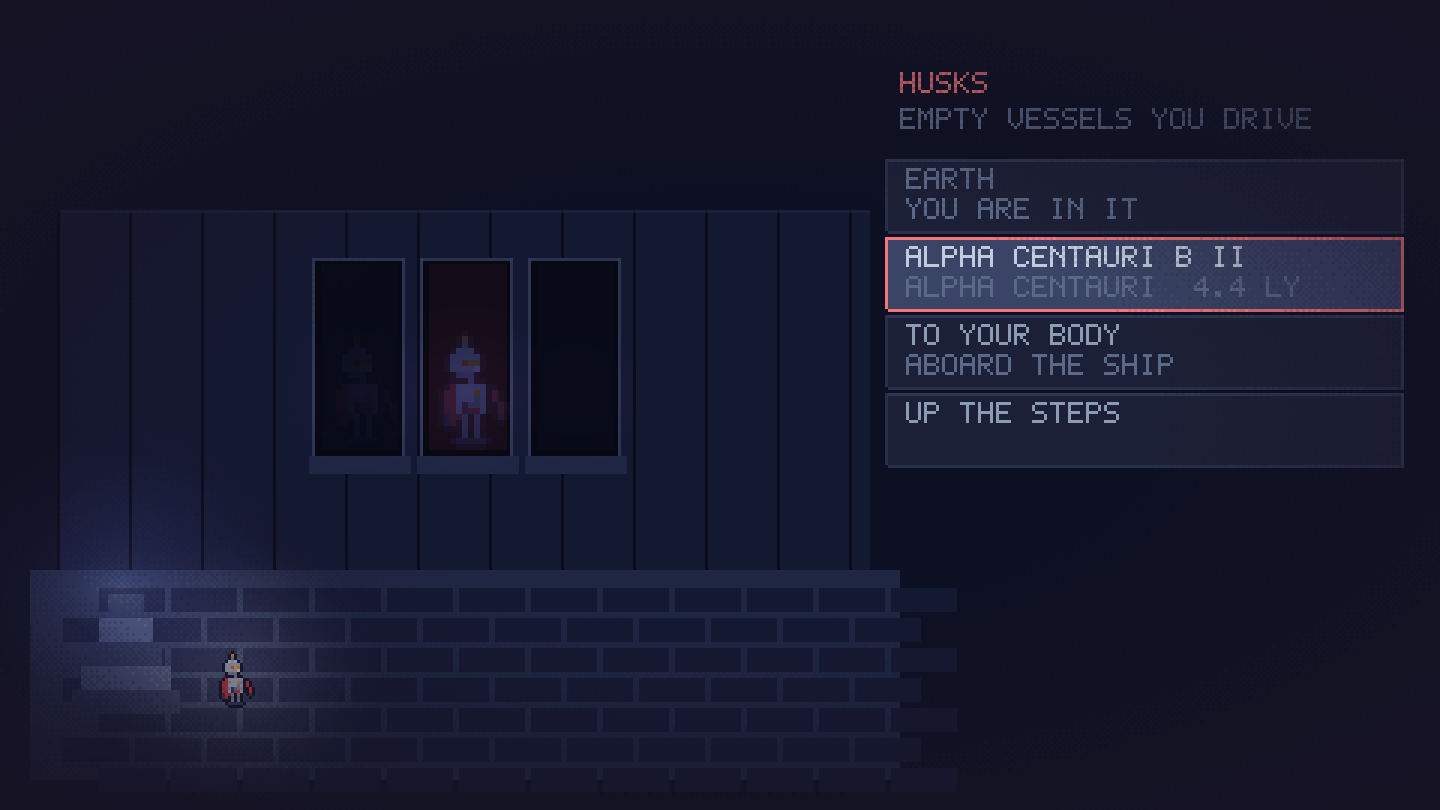 HUSKS
EMPTY VESSELS YOU DRIVE
EARTH
YOU ARE IN IT
ALPHA CENTAURI B II
ALPHA CENTAURI 4.4 LY
TO YOUR BODY
ABOARD THE SHIP
UP THE STEPS